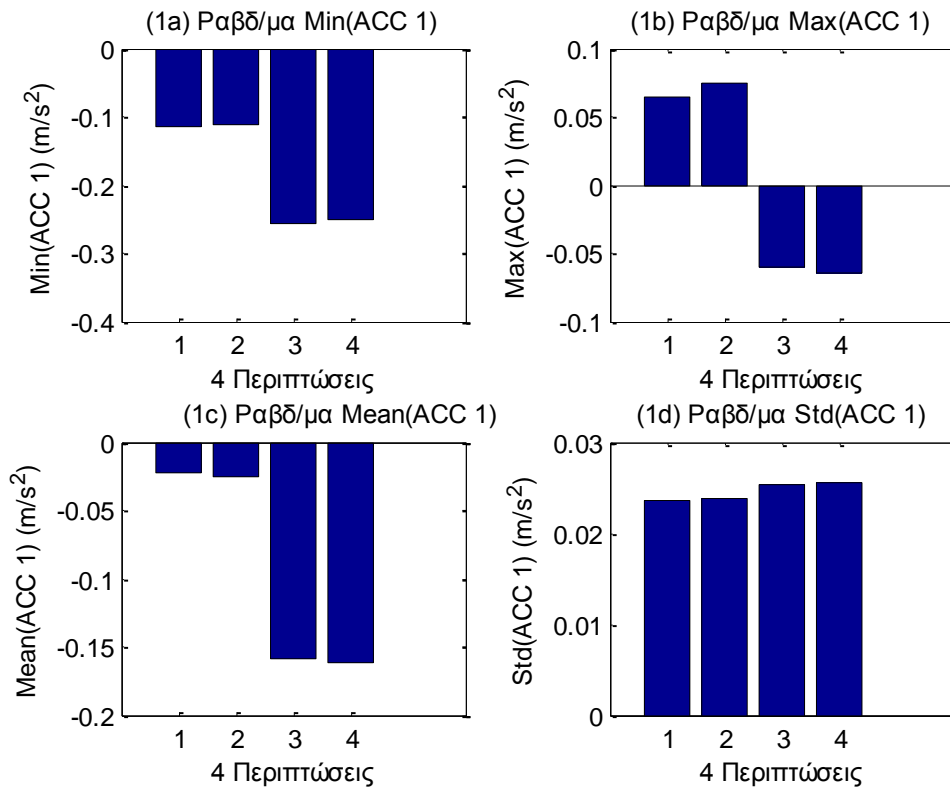 (1a) Ραβδ/μα Min(ACC 1)
Min(ACC 1) (m/s²)
0
-0.1
-0.2
-0.3
-0.4
1 2 3 4
4 Περιπτώσεις
(1b) Ραβδ/μα Max(ACC 1)
Max(ACC 1) (m/s²)
0.1
0.05
0
-0.05
-0.1
1 2 3 4
4 Περιπτώσεις
(1c) Ραβδ/μα Mean(ACC 1)
Mean(ACC 1) (m/s²)
0
-0.05
-0.1
-0.15
-0.2
1 2 3 4
4 Περιπτώσεις
(1d) Ραβδ/μα Std(ACC 1)
Std(ACC 1) (m/s²)
0.03
0.02
0.01
0
1 2 3 4
4 Περιπτώσεις